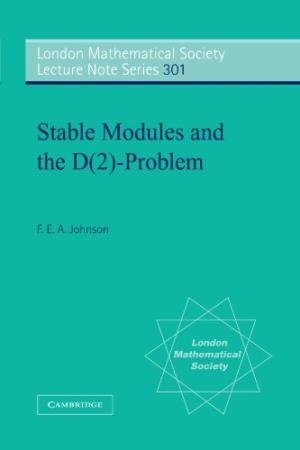 London Mathematical Society
Lecture Note Series 301
Stable Modules and
the D(2)-Problem
F. E. A. Johnson
London
Mathematical
Society
CAMBRIDGE